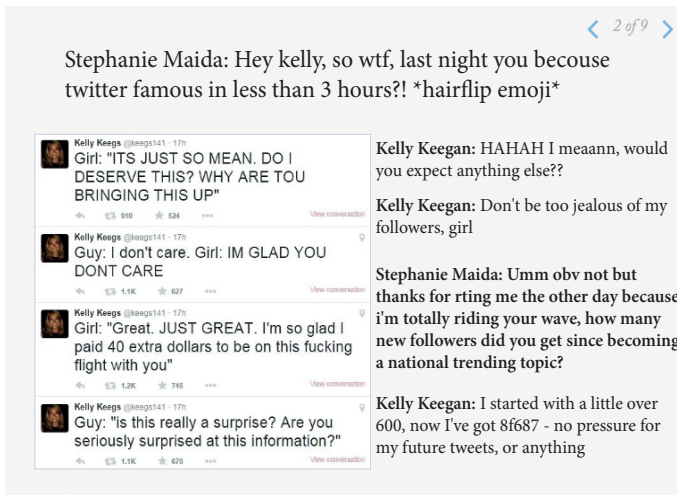 2 of 9
Stephanie Maida: Hey kelly, so wtf, last night you becouse
twitter famous in less than 3 hours?! *hairflip emoji*
Kelly Keegs @keegs141 · 17h
Girl: "ITS JUST SO MEAN. DO I
DESERVE THIS? WHY ARE TOU
BRINGING THIS UP"
910 524 View conversation
Kelly Keegs @keegs141 · 17h
Guy: I don't care. Girl: IM GLAD YOU
DONT CARE
1.1K 627 View conversation
Kelly Keegs @keegs141 · 17h
Girl: "Great. JUST GREAT. I'm so glad I
paid 40 extra dollars to be on this fucking
flight with you"
1.2K 745 View conversation
Kelly Keegs @keegs141 · 17h
Guy: "is this really a surprise? Are you
seriously surprised at this information?"
1.1K 678 View conversation
Kelly Keegan: HAHAH I meaann, would
you expect anything else??
Kelly Keegan: Don't be too jealous of my
followers, girl
Stephanie Maida: Umm obv not but
thanks for rting me the other day because
i'm totally riding your wave, how many
new followers did you get since becoming
a national trending topic?
Kelly Keegan: I started with a little over
600, now I've got 8f687 - no pressure for
my future tweets, or anything